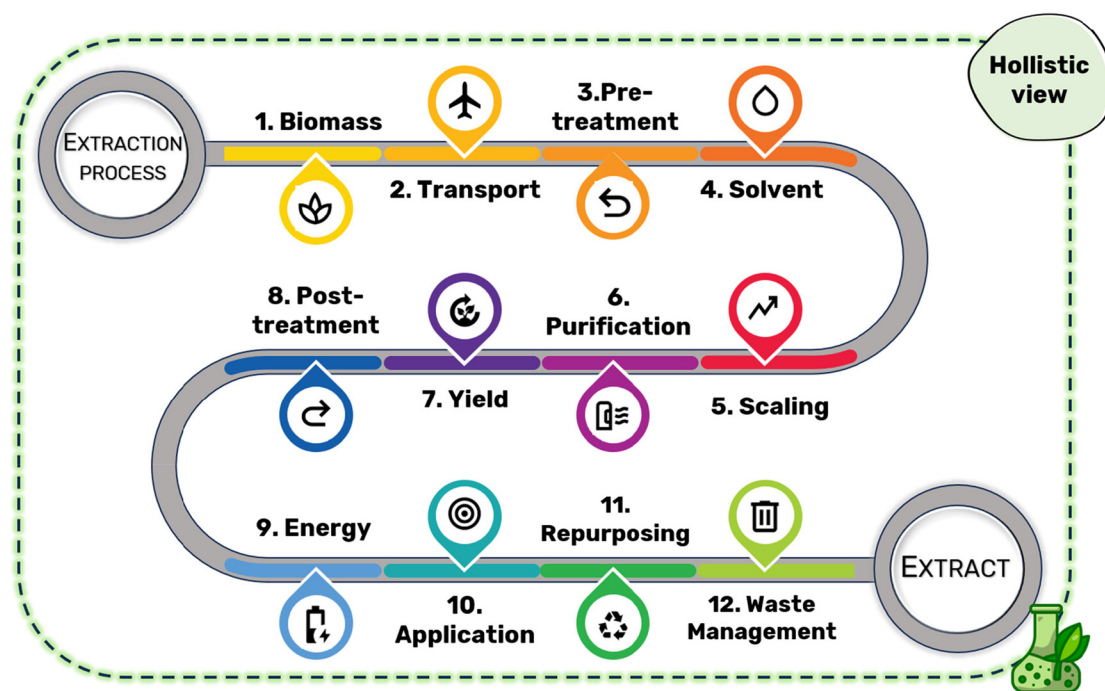 Hollistic
view
EXTRACTION
PROCESS
1. Biomass
2. Transport
3.Pre-
treatment
4. Solvent
5. Scaling
6.
Purification
7. Yield
8. Post-
treatment
9. Energy
10.
Application
11.
Repurposing
12. Waste
Management
EXTRACT